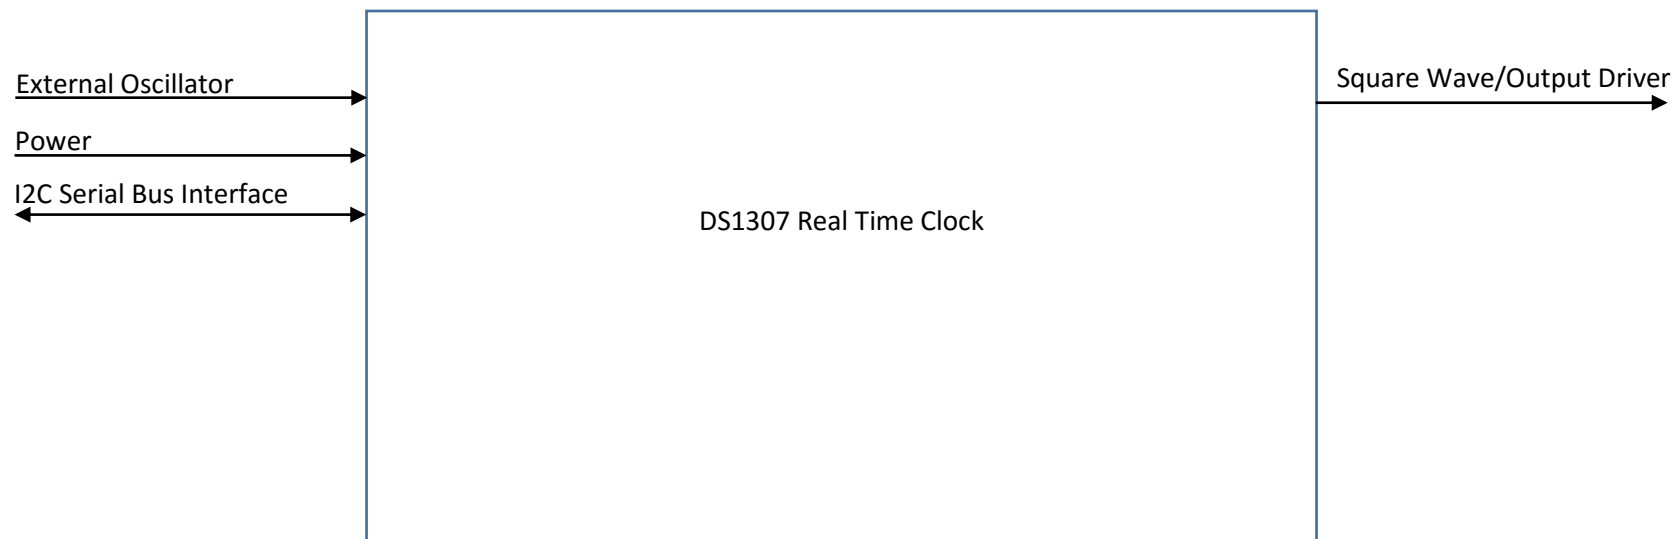 External Oscillator
Square Wave/Output Driver
Power
I2C Serial Bus Interface
DS1307 Real Time Clock